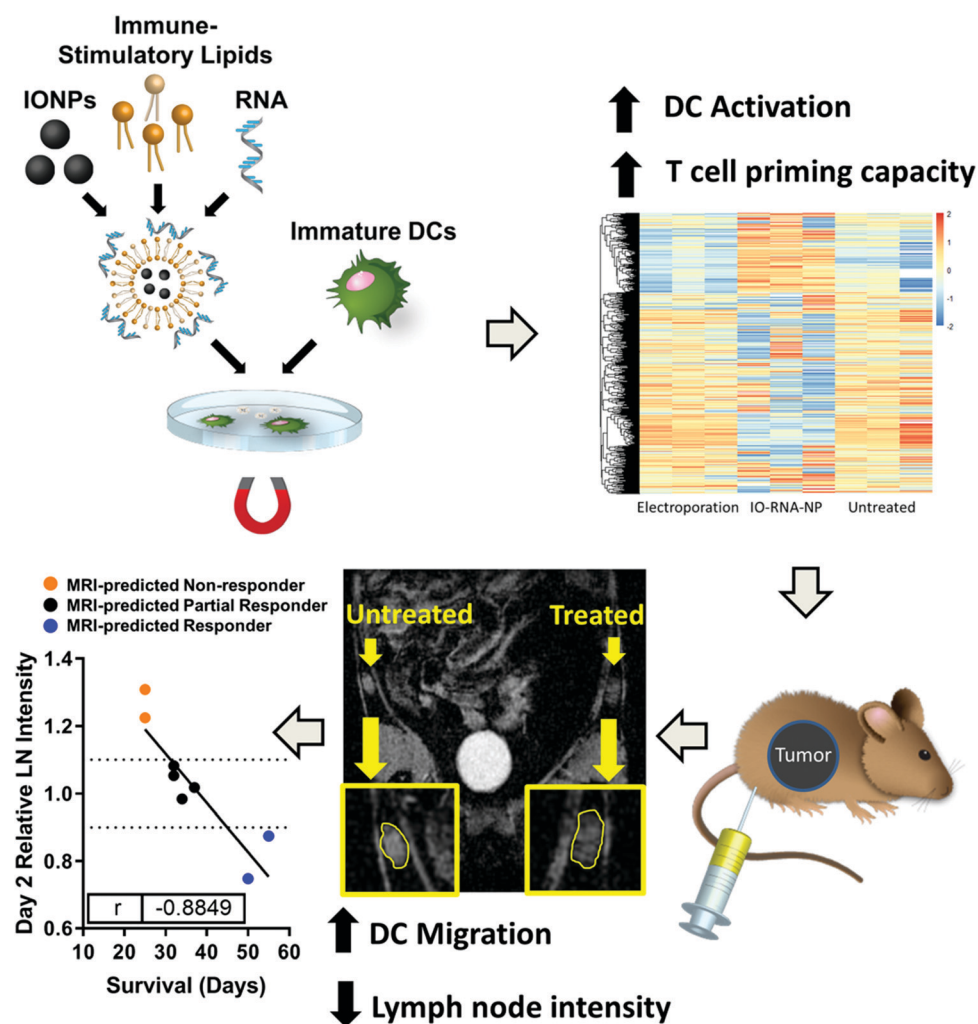 Immune-
Stimulatory Lipids
IONPs
RNA
Immature DCs
DC Activation
T cell priming capacity
2
1
0
-1
-2
Electroporation IO-RNA-NP Untreated
MRI-predicted Non-responder
MRI-predicted Partial Responder
MRI-predicted Responder
Day 2 Relative LN Intensity
1.4
1.2
1.0
0.8
0.6
r -0.8849
10 20 30 40 50 60
Survival (Days)
Untreated Treated
DC Migration
Lymph node intensity
Tumor